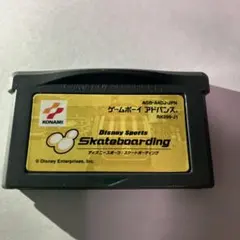 KONAMI
ゲームボーイ アドバンス
Disney Sports
Skateboarding
ディズニースポーツ:スケートボーディング
© Disney Enterprises, Inc.